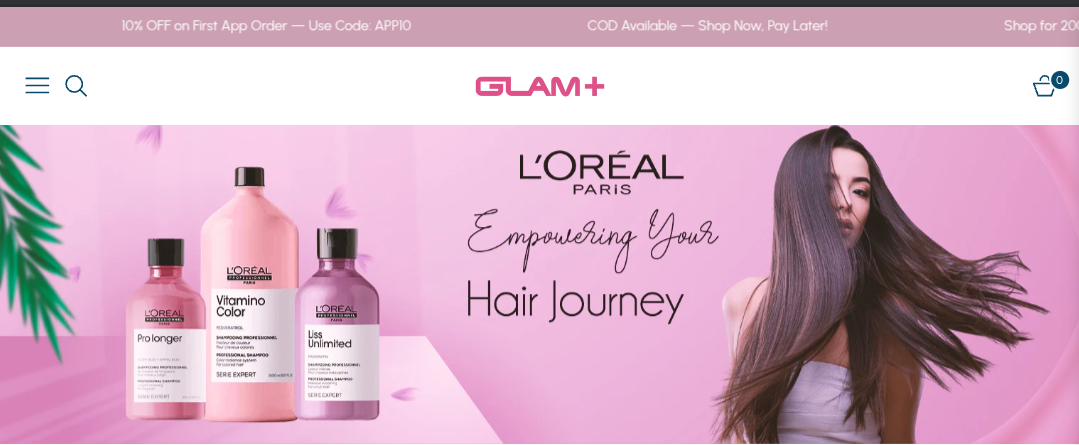 10% OFF on First App Order — Use Code: APP10
COD Available — Shop Now, Pay Later!
Shop for
0
GLAM+
L'ORÉAL
PARIS
Empowering Your
Hair Journey
L'ORÉAL
PROFESSIONNEL
PARIS
Pro longer
SHAMPOOING PROFESSIONNEL
PROFESSIONAL SHAMPOO
SERIE EXPERT
L'ORÉAL
PROFESSIONNEL
PARIS
Vitamino
Color
RESVERATROL
SHAMPOOING PROFESSIONNEL
PROFESSIONAL SHAMPOO
Color radiance system
SERIE EXPERT
L'ORÉAL
PROFESSIONNEL
PARIS
Liss
Unlimited
SHAMPOOING PROFESSIONNEL
PROFESSIONAL SHAMPOO
SERIE EXPERT